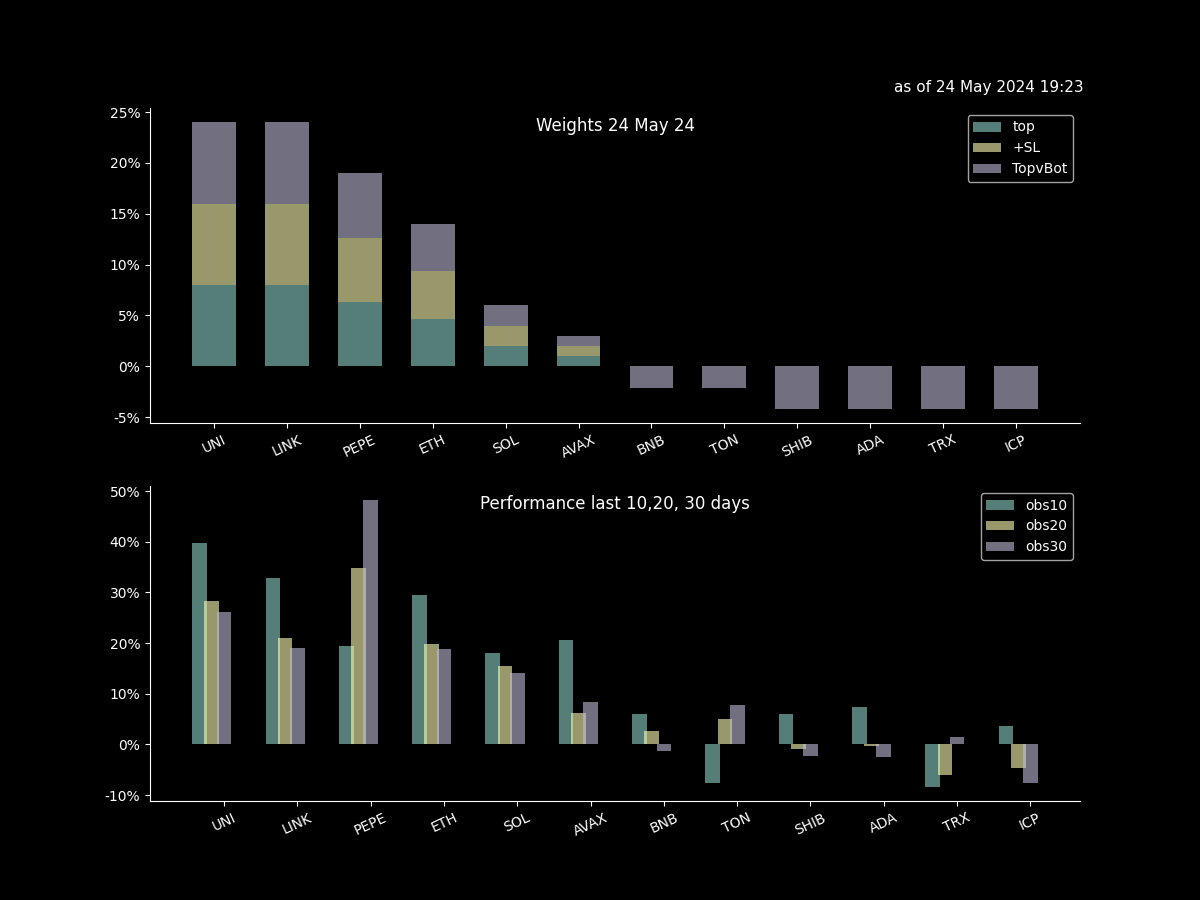 as of 24 May 2024 19:23
Weights 24 May 24
top
+SL
TopvBot
25%
20%
15%
10%
5%
0%
-5%
UNI LINK PEPE ETH SOL AVAX BNB TON SHIB ADA TRX ICP
Performance last 10,20, 30 days
obs10
obs20
obs30
50%
40%
30%
20%
10%
0%
-10%
UNI LINK PEPE ETH SOL AVAX BNB TON SHIB ADA TRX ICP